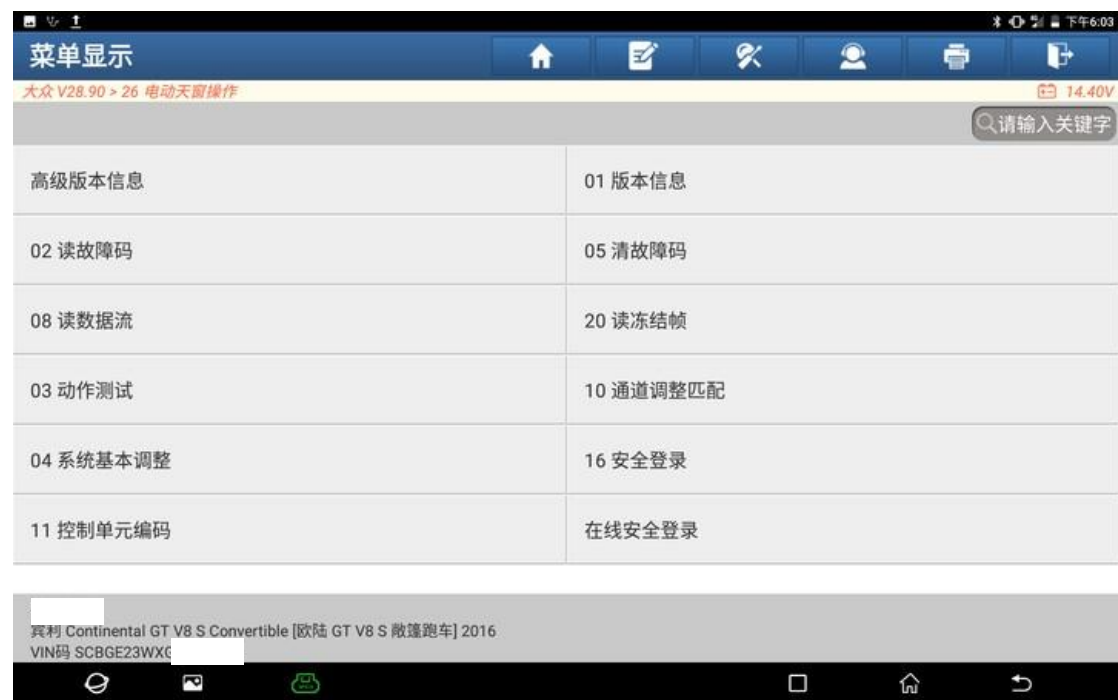 下午6:03
菜单显示
大众 V28.90 > 26 电动天窗操作
14.40V
请输入关键字
高级版本信息
01 版本信息
02 读故障码
05 清故障码
08 读数据流
20 读冻结帧
03 动作测试
10 通道调整匹配
04 系统基本调整
16 安全登录
11 控制单元编码
在线安全登录
宾利 Continental GT V8 S Convertible [欧陆 GT V8 S 敞篷跑车] 2016
VIN码 SCBGE23WXG